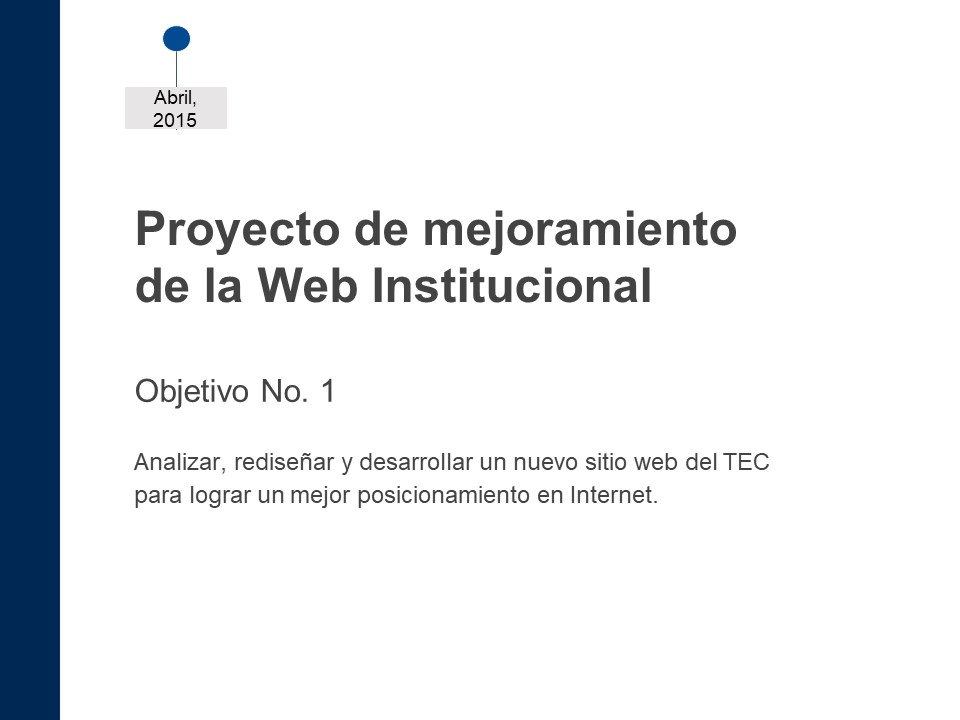 Abril,
2015
Proyecto de mejoramiento
de la Web Institucional
Objetivo No. 1
Analizar, rediseñar y desarrollar un nuevo sitio web del TEC
para lograr un mejor posicionamiento en Internet.